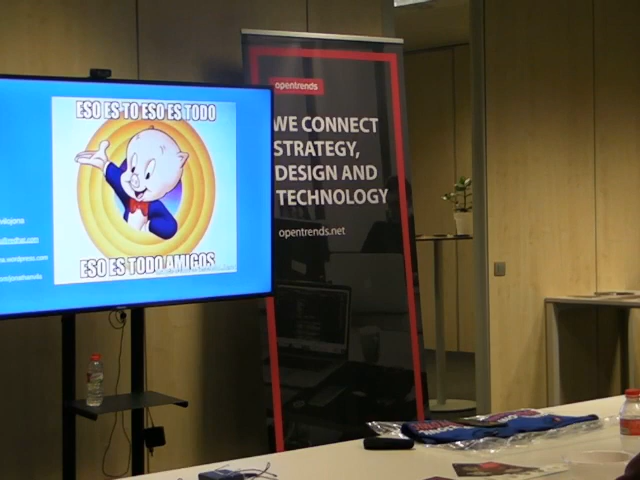 ESO ES TO ESO ES TODO
ESO ES TODO AMIGOS
opentrends
WE CONNECT
STRATEGY,
DESIGN AND
TECHNOLOGY
opentrends.net